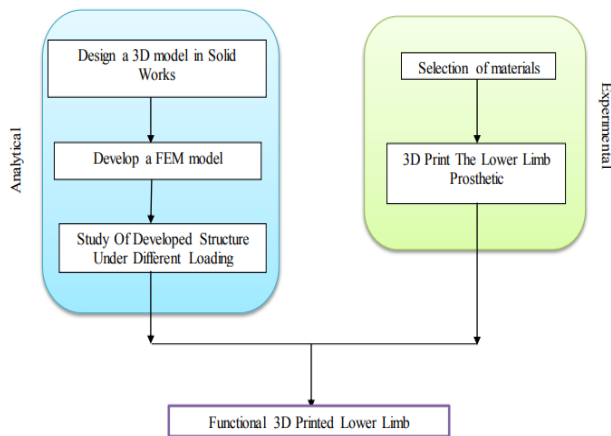 Analytical
Design a 3D model in Solid
Works
Develop a FEM model
Study Of Developed Structure
Under Different Loading
Selection of materials
3D Print The Lower Limb
Prosthetic
Experimental
Functional 3D Printed Lower Limb